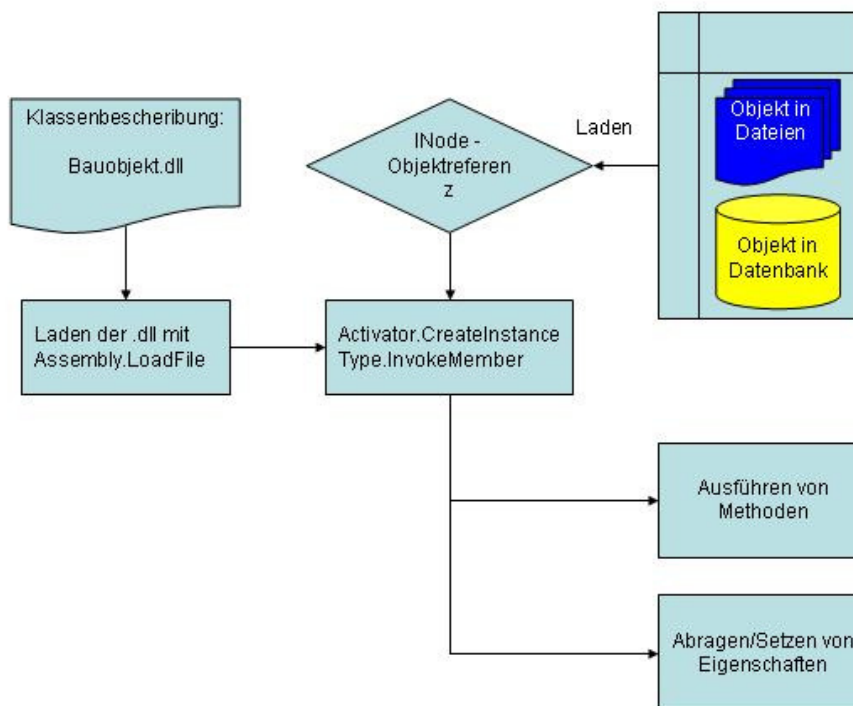 Klassenbescheribung:
Bauobjekt.dll
INode -
Objektreferen
z
Laden
Objekt in
Dateien
Objekt in
Datenbank
Laden der .dll mit
Assembly.LoadFile
Activator.CreateInstance
Type.InvokeMember
Ausführen von
Methoden
Abragen/Setzen von
Eigenschaften